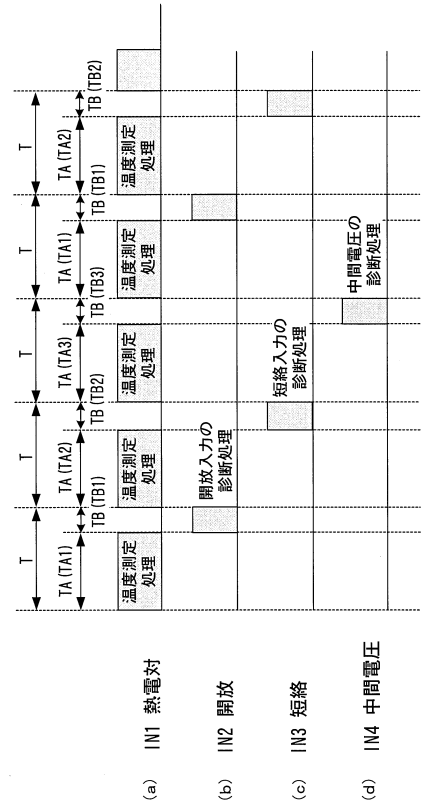 T
T
T
T
T
TA (TA1)
TB (TB1)
TA (TA2)
TB (TB2)
TA (TA3)
TB (TB3)
TA (TA1)
TB (TB1)
TA (TA2)
TB (TB2)
(a) IN1 熱電対
温度測定
処理
温度測定
処理
温度測定
処理
温度測定
処理
温度測定
処理
(b) IN2 開放
開放入力の
診断処理
(c) IN3 短絡
短絡入力の
診断処理
(d) IN4 中間電圧
中間電圧の
診断処理